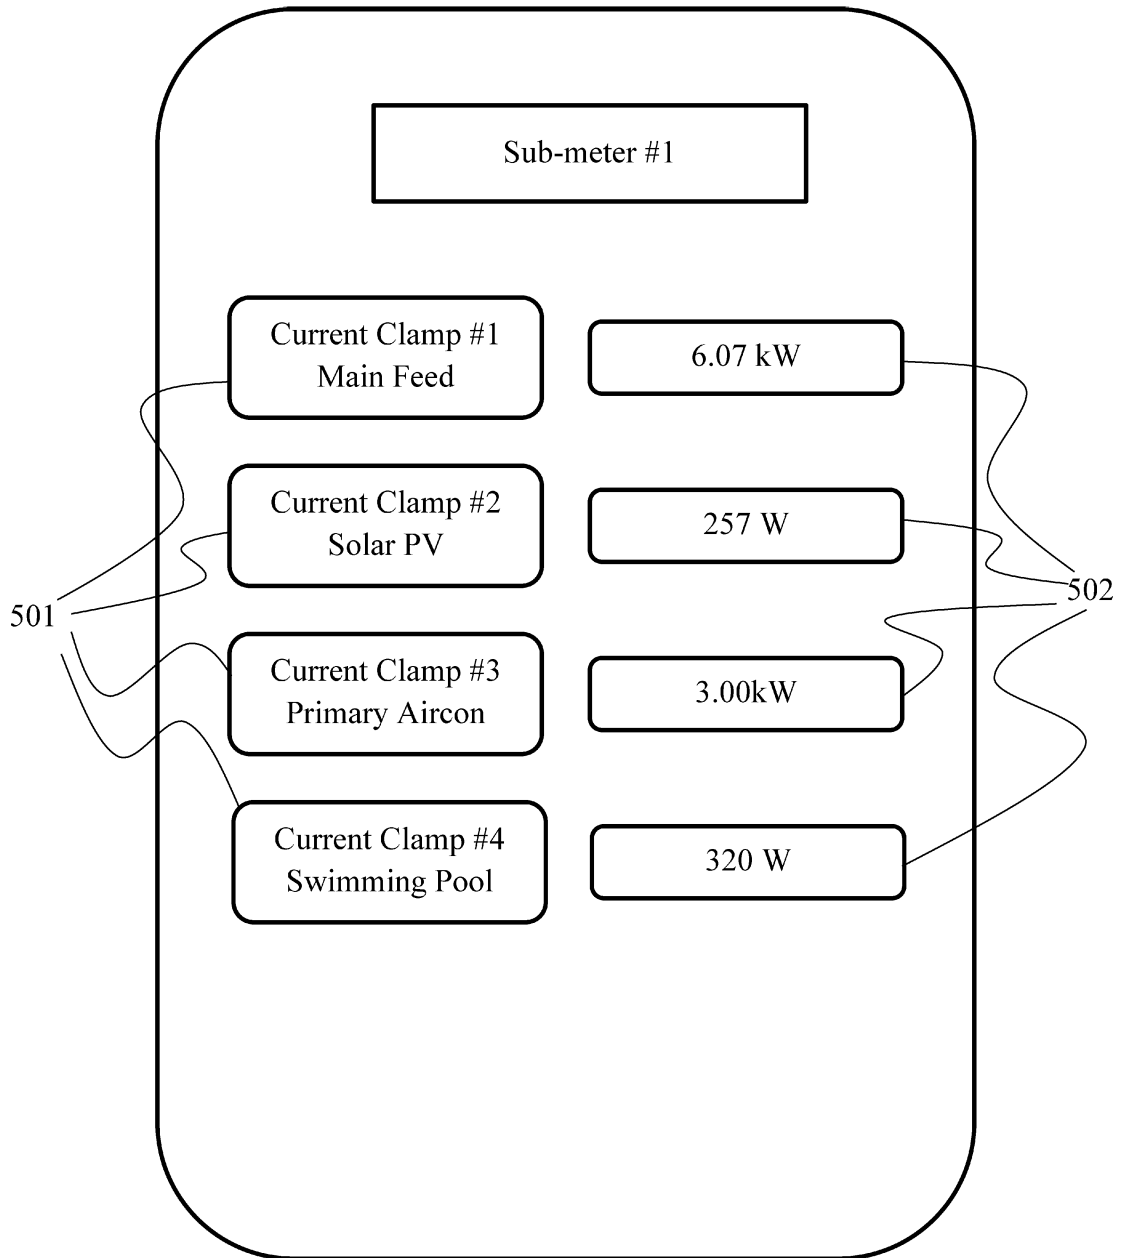 Sub-meter #1
Current Clamp #1
Main Feed
6.07 kW
Current Clamp #2
Solar PV
257 W
501
502
Current Clamp #3
Primary Aircon
3.00kW
Current Clamp #4
Swimming Pool
320 W